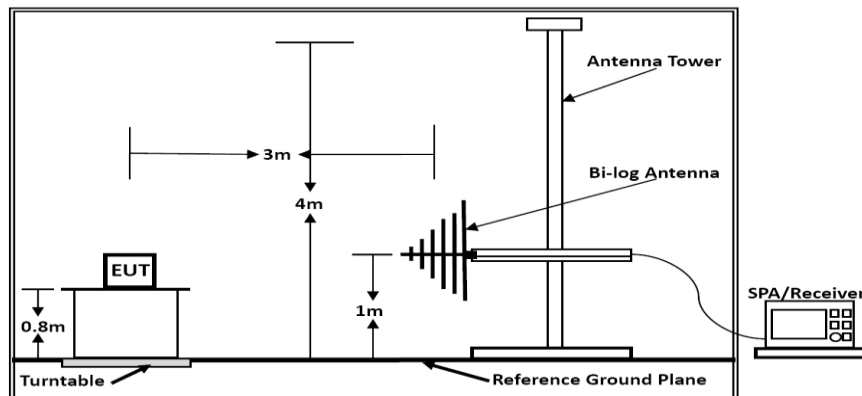 Antenna Tower
3m
Bi-log Antenna
4m
EUT
0.8m
1m
SPA/Receiver
Turntable
Reference Ground Plane